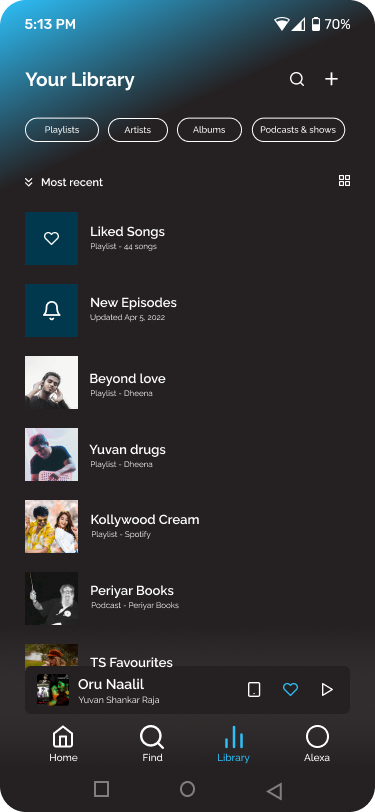 5:13 PM
70%
Your Library
Playlists
Artists
Albums
Podcasts & shows
Most recent
Liked Songs
Playlist - 44 songs
New Episodes
Updated Apr 5, 2022
Beyond love
Playlist - Dheena
Yuvan drugs
Playlist - Dheena
Kollywood Cream
Playlist - Spotify
Periyar Books
Podcast - Periyar Books
TS Favourites
Oru Naalil
Yuvan Shankar Raja
Home
Find
Library
Alexa